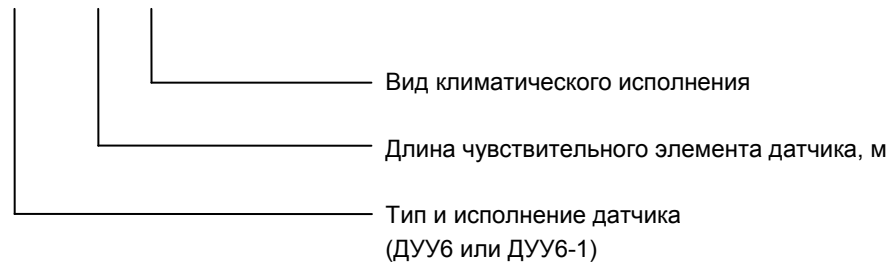 Вид климатического исполнения
Длина чувствительного элемента датчика, м
Тип и исполнение датчика
(ДУУ6 или ДУУ6-1)